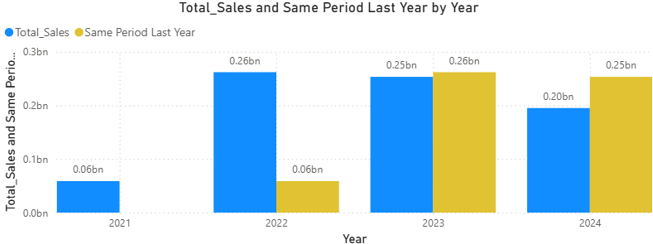 Total_Sales and Same Period Last Year by Year
Total_Sales Same Period Last Year
Total_Sales and Same Perio...
0.3bn
0.2bn
0.1bn
0.0bn
0.06bn
0.26bn
0.06bn
0.25bn
0.26bn
0.20bn
0.25bn
2021
2022
2023
2024
Year